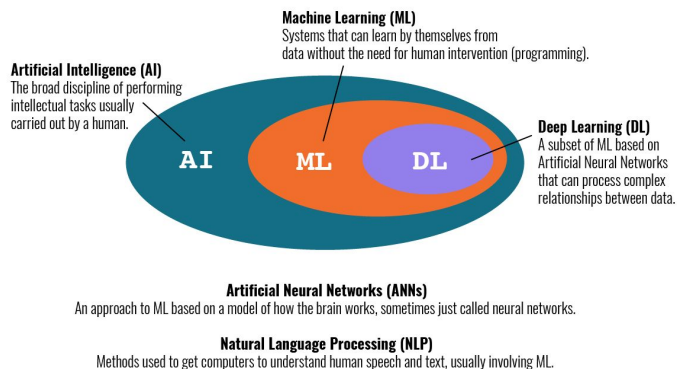 Machine Learning (ML)
Systems that can learn by themselves from
data without the need for human intervention (programming).
Artificial Intelligence (AI)
The broad discipline of performing
intellectual tasks usually
carried out by a human.
AI
ML
DL
Deep Learning (DL)
A subset of ML based on
Artificial Neural Networks
that can process complex
relationships between data.
Artificial Neural Networks (ANNs)
An approach to ML based on a model of how the brain works, sometimes just called neural networks.
Natural Language Processing (NLP)
Methods used to get computers to understand human speech and text, usually involving ML.